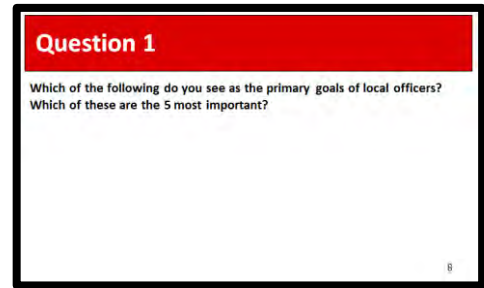 Question 1
Which of the following do you see as the primary goals of local officers?
Which of these are the 5 most important?